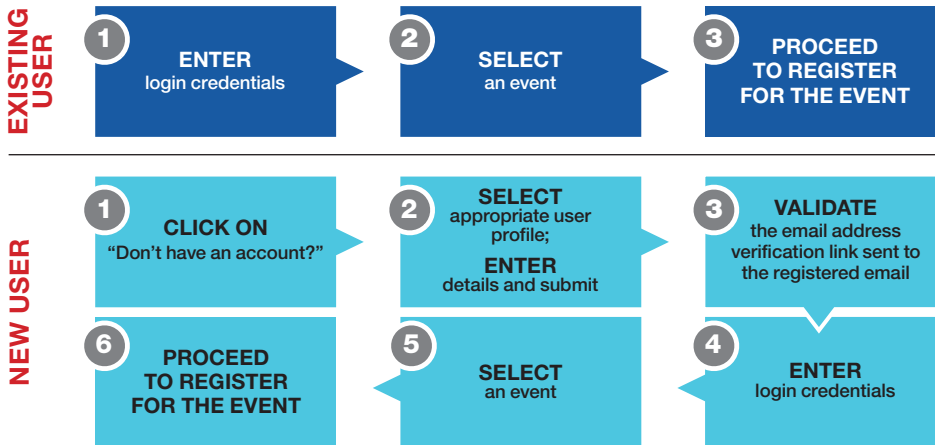 EXISTING
USER
1
ENTER
login credentials
2
SELECT
an event
3
PROCEED
TO REGISTER
FOR THE EVENT
NEW USER
1
CLICK ON
“Don’t have an account?”
2
SELECT
appropriate user
profile;
ENTER
details and submit
3
VALIDATE
the email address
verification link sent to
the registered email
4
ENTER
login credentials
5
SELECT
an event
6
PROCEED
TO REGISTER
FOR THE EVENT